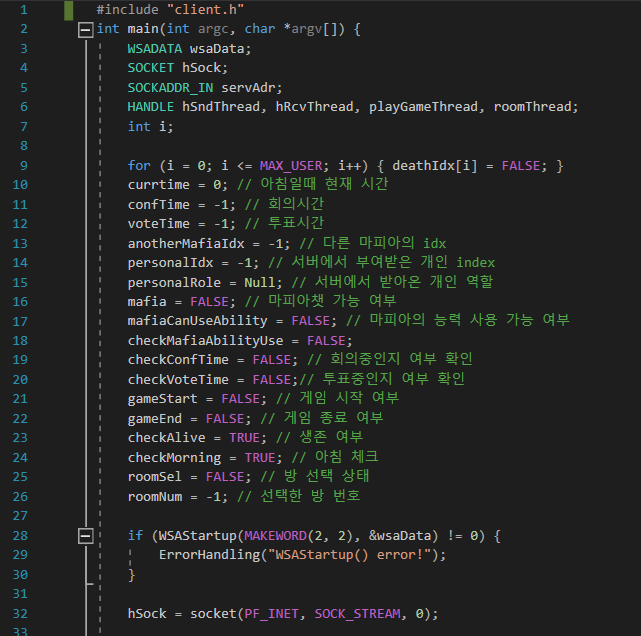 1 #include "client.h"
2 int main(int argc, char *argv[]) {
3 WSADATA wsaData;
4 SOCKET hSock;
5 SOCKADDR_IN servAdr;
6 HANDLE hSndThread, hRcvThread, playGameThread, roomThread;
7 int i;
8
9 for (i = 0; i <= MAX_USER; i++) { deathIdx[i] = FALSE; }
10 currtime = 0; // 아침일때 현재 시간
11 confTime = -1; // 회의시간
12 voteTime = -1; // 투표시간
13 anotherMafiaIdx = -1; // 다른 마피아의 idx
14 personalIdx = -1; // 서버에서 부여받은 개인 index
15 personalRole = Null; // 서버에서 받아온 개인 역할
16 mafia = FALSE; // 마피아챗 가능 여부
17 mafiaCanUseAbility = FALSE; // 마피아의 능력 사용 가능 여부
18 checkMafiaAbilityUse = FALSE;
19 checkConfTime = FALSE; // 회의중인지 여부 확인
20 checkVoteTime = FALSE;// 투표중인지 여부 확인
21 gameStart = FALSE; // 게임 시작 여부
22 gameEnd = FALSE; // 게임 종료 여부
23 checkAlive = TRUE; // 생존 여부
24 checkMorning = TRUE; // 아침 체크
25 roomSel = FALSE; // 방 선택 상태
26 roomNum = -1; // 선택한 방 번호
27
28 if (WSAStartup(MAKEWORD(2, 2), &wsaData) != 0) {
29 ErrorHandling("WSAStartup() error!");
30 }
31
32 hSock = socket(PF_INET, SOCK_STREAM, 0);
33